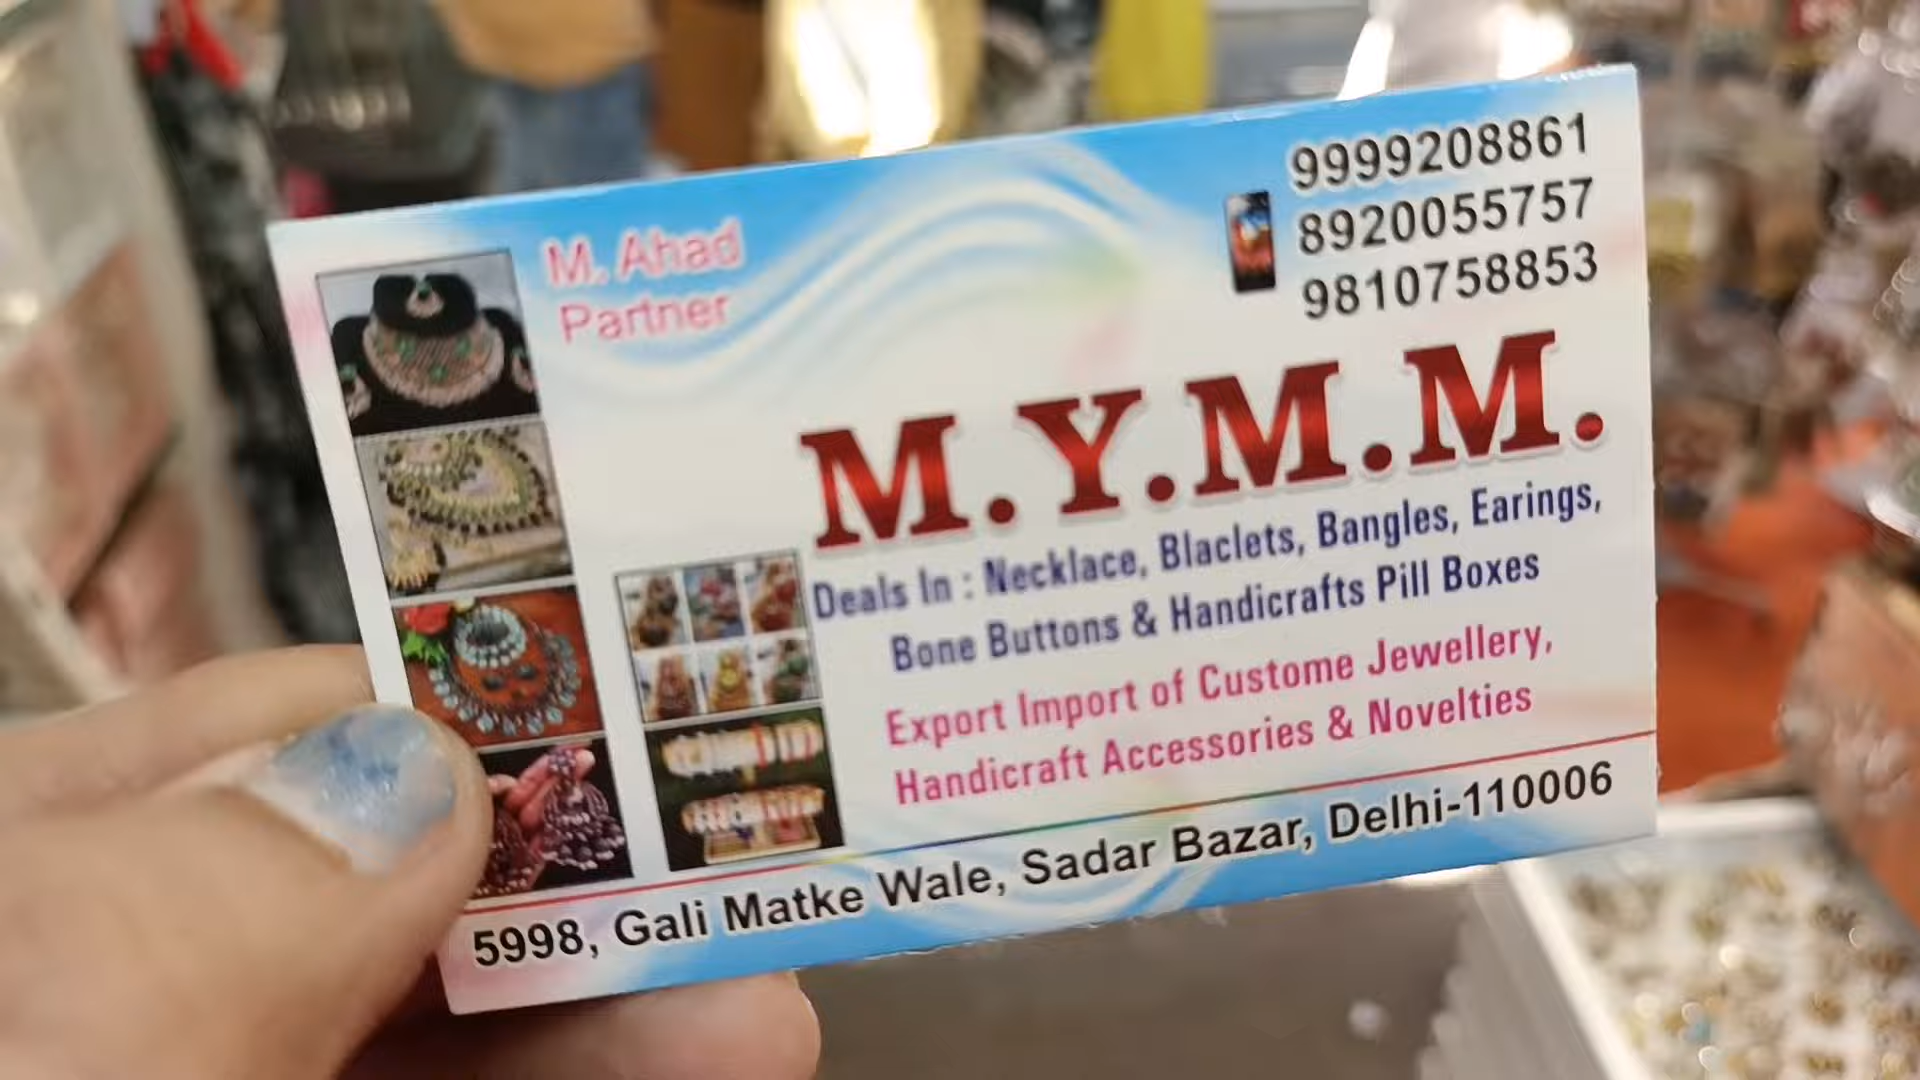 M. Ahad
Partner
9999208861
8920055757
9810758853
M.Y.M.M.
Deals In : Necklace, Blaclets, Bangles, Earings,
Bone Buttons & Handicrafts Pill Boxes
Export Import of Custome Jewellery,
Handicraft Accessories & Novelties
5998, Gali Matke Wale, Sadar Bazar, Delhi-110006